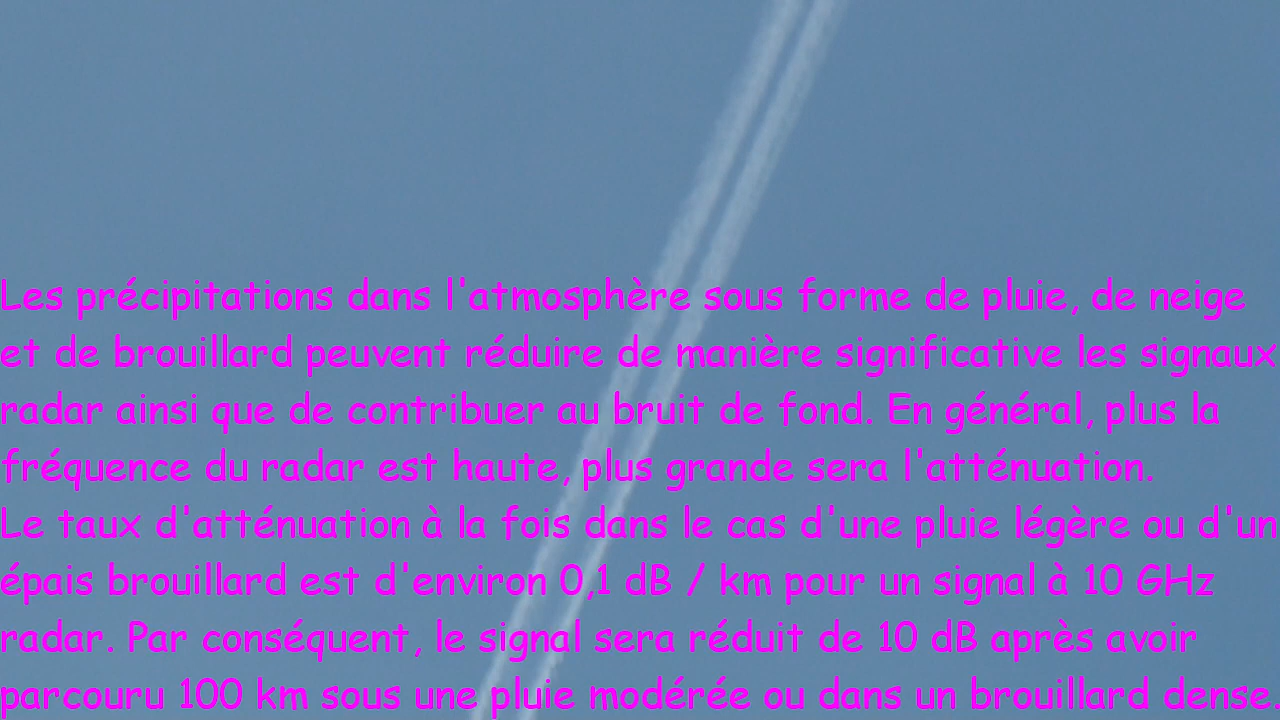 Les précipitations dans l'atmosphère sous forme de pluie, de neige
et de brouillard peuvent réduire de manière significative les signaux
radar ainsi que de contribuer au bruit de fond. En général, plus la
fréquence du radar est haute, plus grande sera l'atténuation.
Le taux d'atténuation à la fois dans le cas d'une pluie légère ou d'un
épais brouillard est d'environ 0,1 dB / km pour un signal à 10 GHz
radar. Par conséquent, le signal sera réduit de 10 dB après avoir
parcouru 100 km sous une pluie modérée ou dans un brouillard dense.